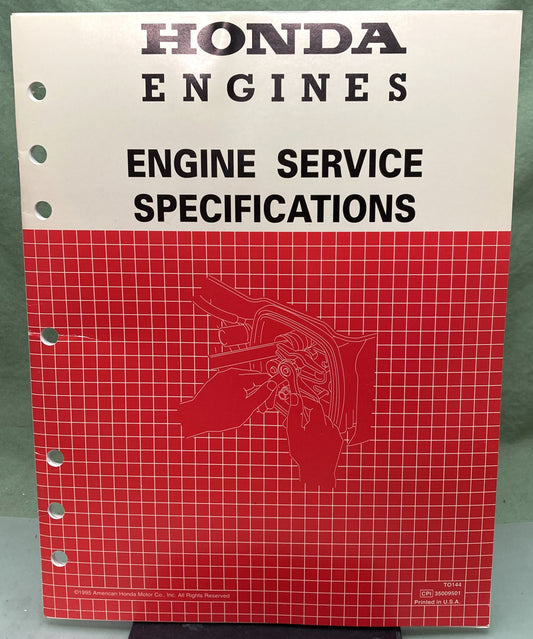 HONDA
ENGINES
ENGINE SERVICE
SPECIFICATIONS
TO144
©1995 American Honda Motor Co., Inc. All Rights Reserved
CPi 35009501
Printed in U.S.A.